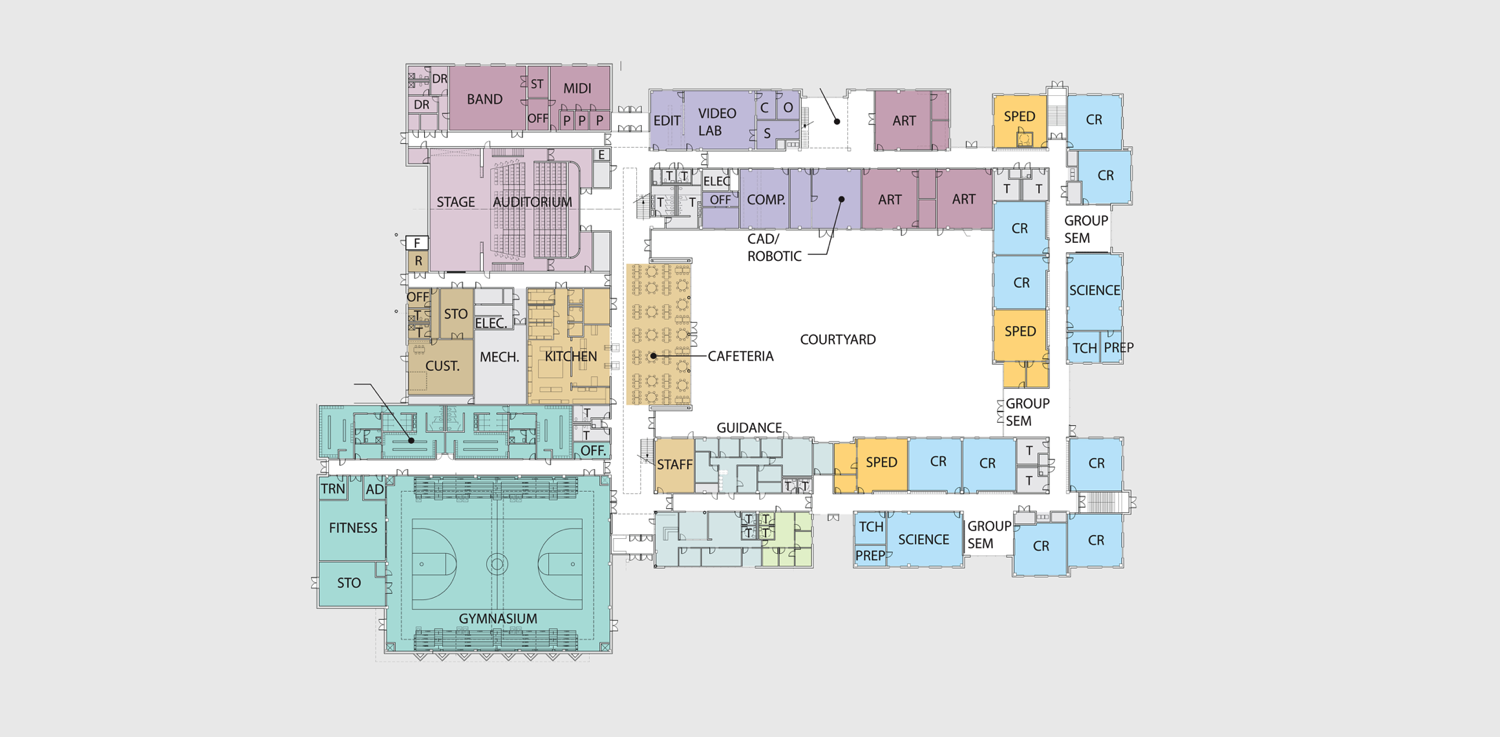 DR
BAND
ST
MIDI
DR
OFF
P
P
P
EDIT
VIDEO
LAB
C
O
S
ART
SPED
CR
E
STAGE
AUDITORIUM
T
T
ELEC
T
T
OFF
COMP.
ART
ART
T
T
CR
CAD/
ROBOTIC
CR
GROUP
SEM
F
R
OFF
T
T
STO
ELEC.
CUST.
MECH.
KITCHEN
CAFETERIA
COURTYARD
CR
SCIENCE
SPED
TCH
PREP
GROUP
SEM
T
T
OFF.
GUIDANCE
STAFF
T
T
SPED
CR
CR
T
T
CR
TRN
AD
FITNESS
STO
GYMNASIUM
T
T
T
T
TCH
PREP
SCIENCE
GROUP
SEM
CR
CR